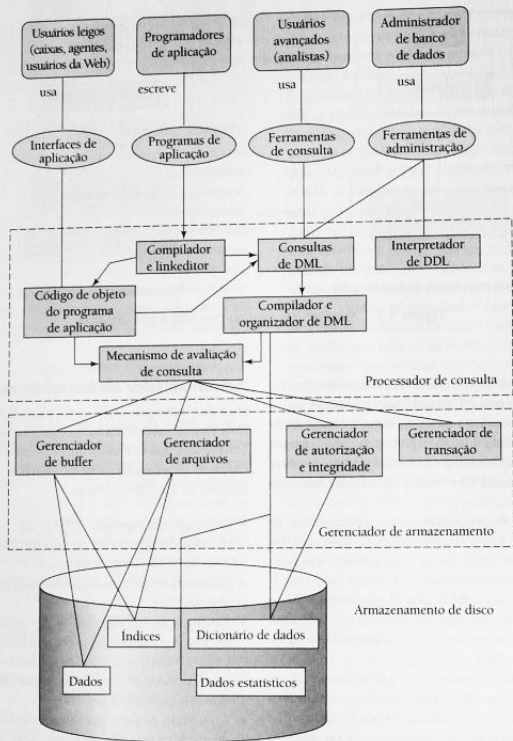 Usuários leigos
(caixas, agentes,
usuários da Web)
Programadores
de aplicação
Usuários
avançados
(analistas)
Administrador
de banco
de dados
usa
escreve
usa
usa
Interfaces de
aplicação
Programas de
aplicação
Ferramentas
de consulta
Ferramentas de
administração
Compilador
e linkeditor
Consultas
de DML
Interpretador
de DDL
Código de objeto
do programa
de aplicação
Compilador e
organizador de DML
Mecanismo de avaliação
de consulta
Processador de consulta
Gerenciador
de buffer
Gerenciador
de arquivos
Gerenciador
de autorização
e integridade
Gerenciador de
transação
Gerenciador de armazenamento
Armazenamento de disco
Índices
Dicionário de dados
Dados
Dados estatísticos